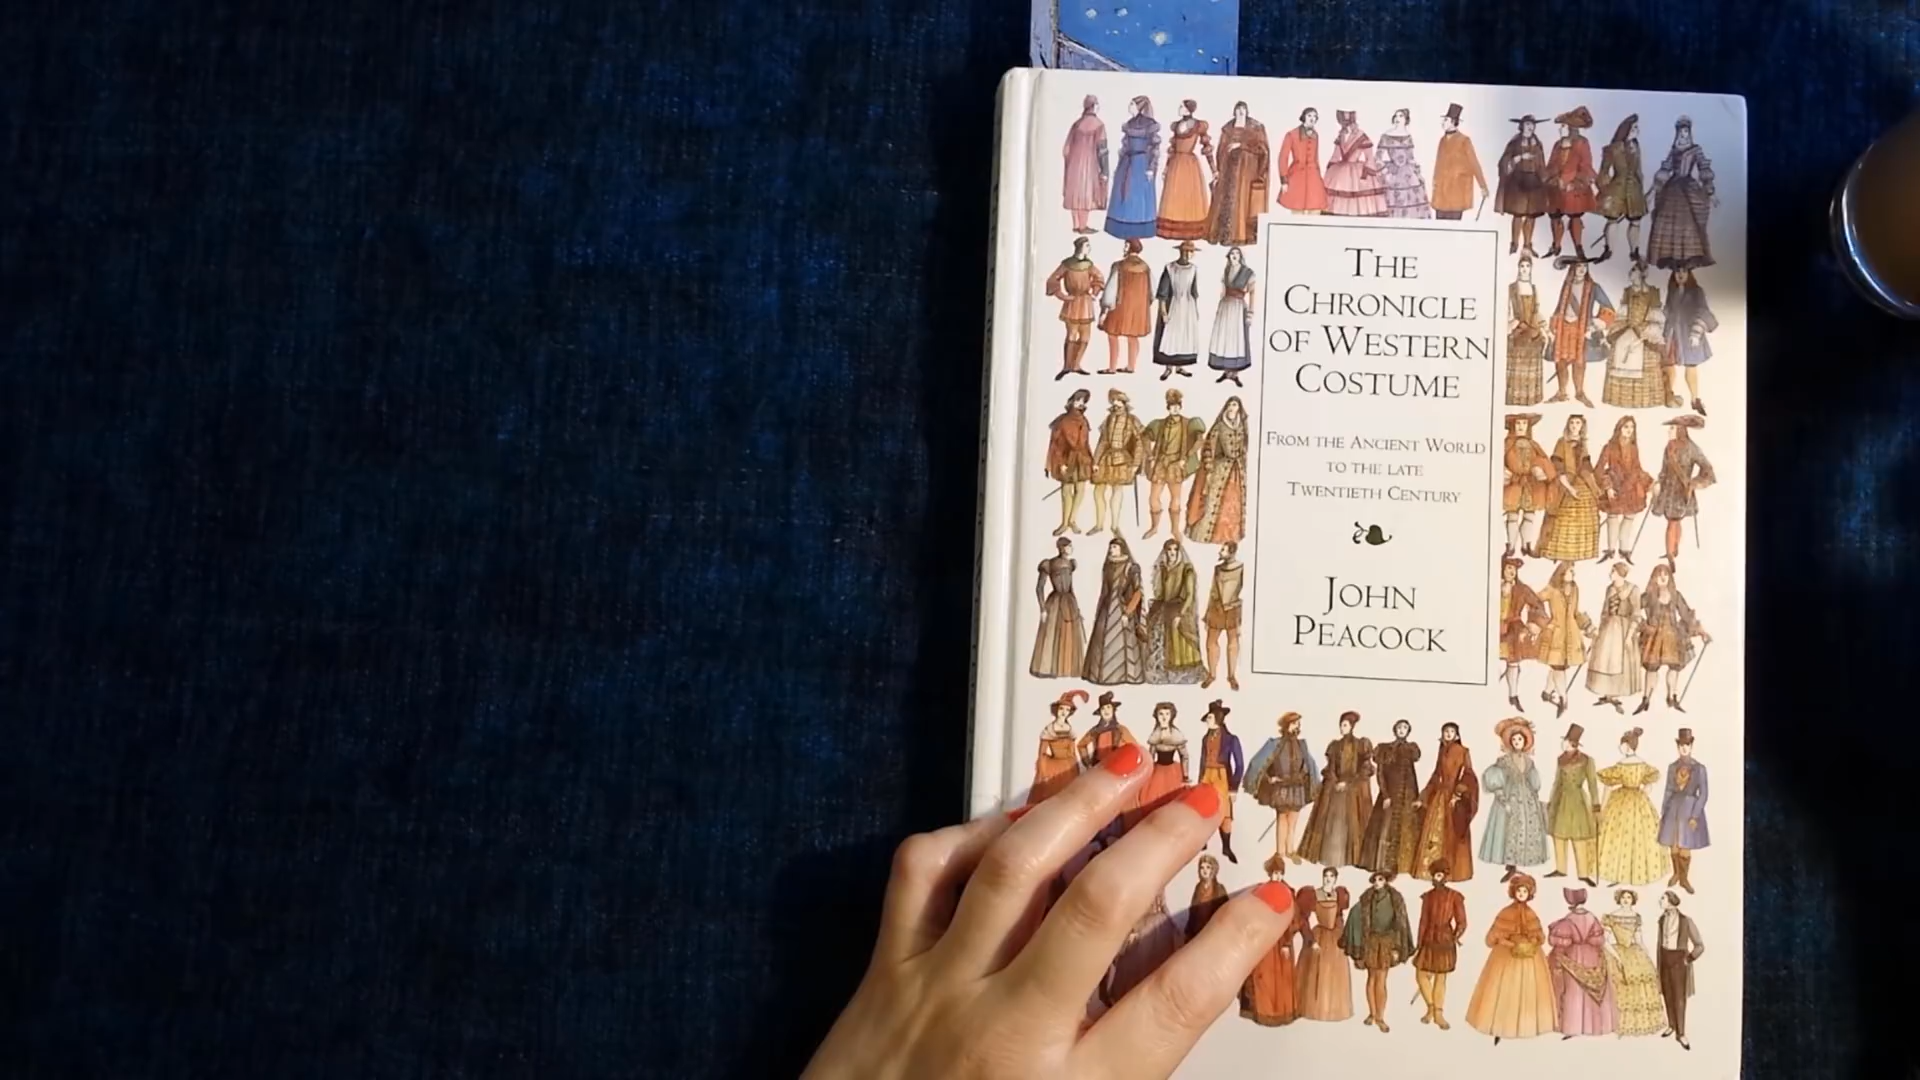 THE
CHRONICLE
OF WESTERN
COSTUME
FROM THE ANCIENT WORLD
TO THE LATE
TWENTIETH CENTURY
JOHN
PEACOCK